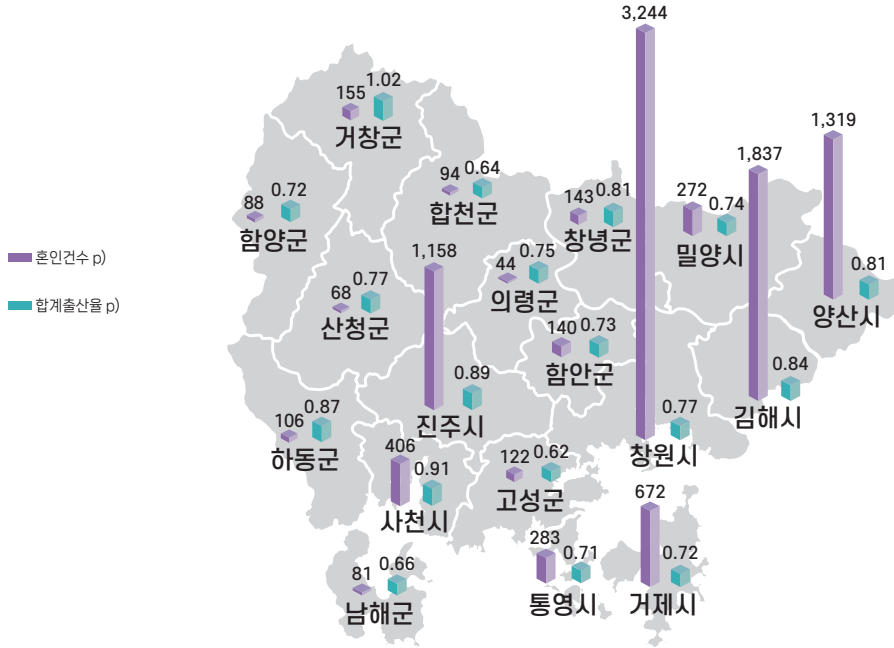 3,244
155 1.02
거창군
1,319
1,837
94 0.64
합천군
88 0.72
함양군
143 0.81
창녕군
272 0.74
밀양시
혼인건수 p)
1,158
44 0.75
의령군
0.81
양산시
합계출산율 p)
68 0.77
산청군
140 0.73
함안군
0.89
진주시
0.84
김해시
106 0.87
하동군
0.77
창원시
406 0.91
사천시
122 0.62
고성군
672 0.72
거제시
283 0.71
통영시
81 0.66
남해군